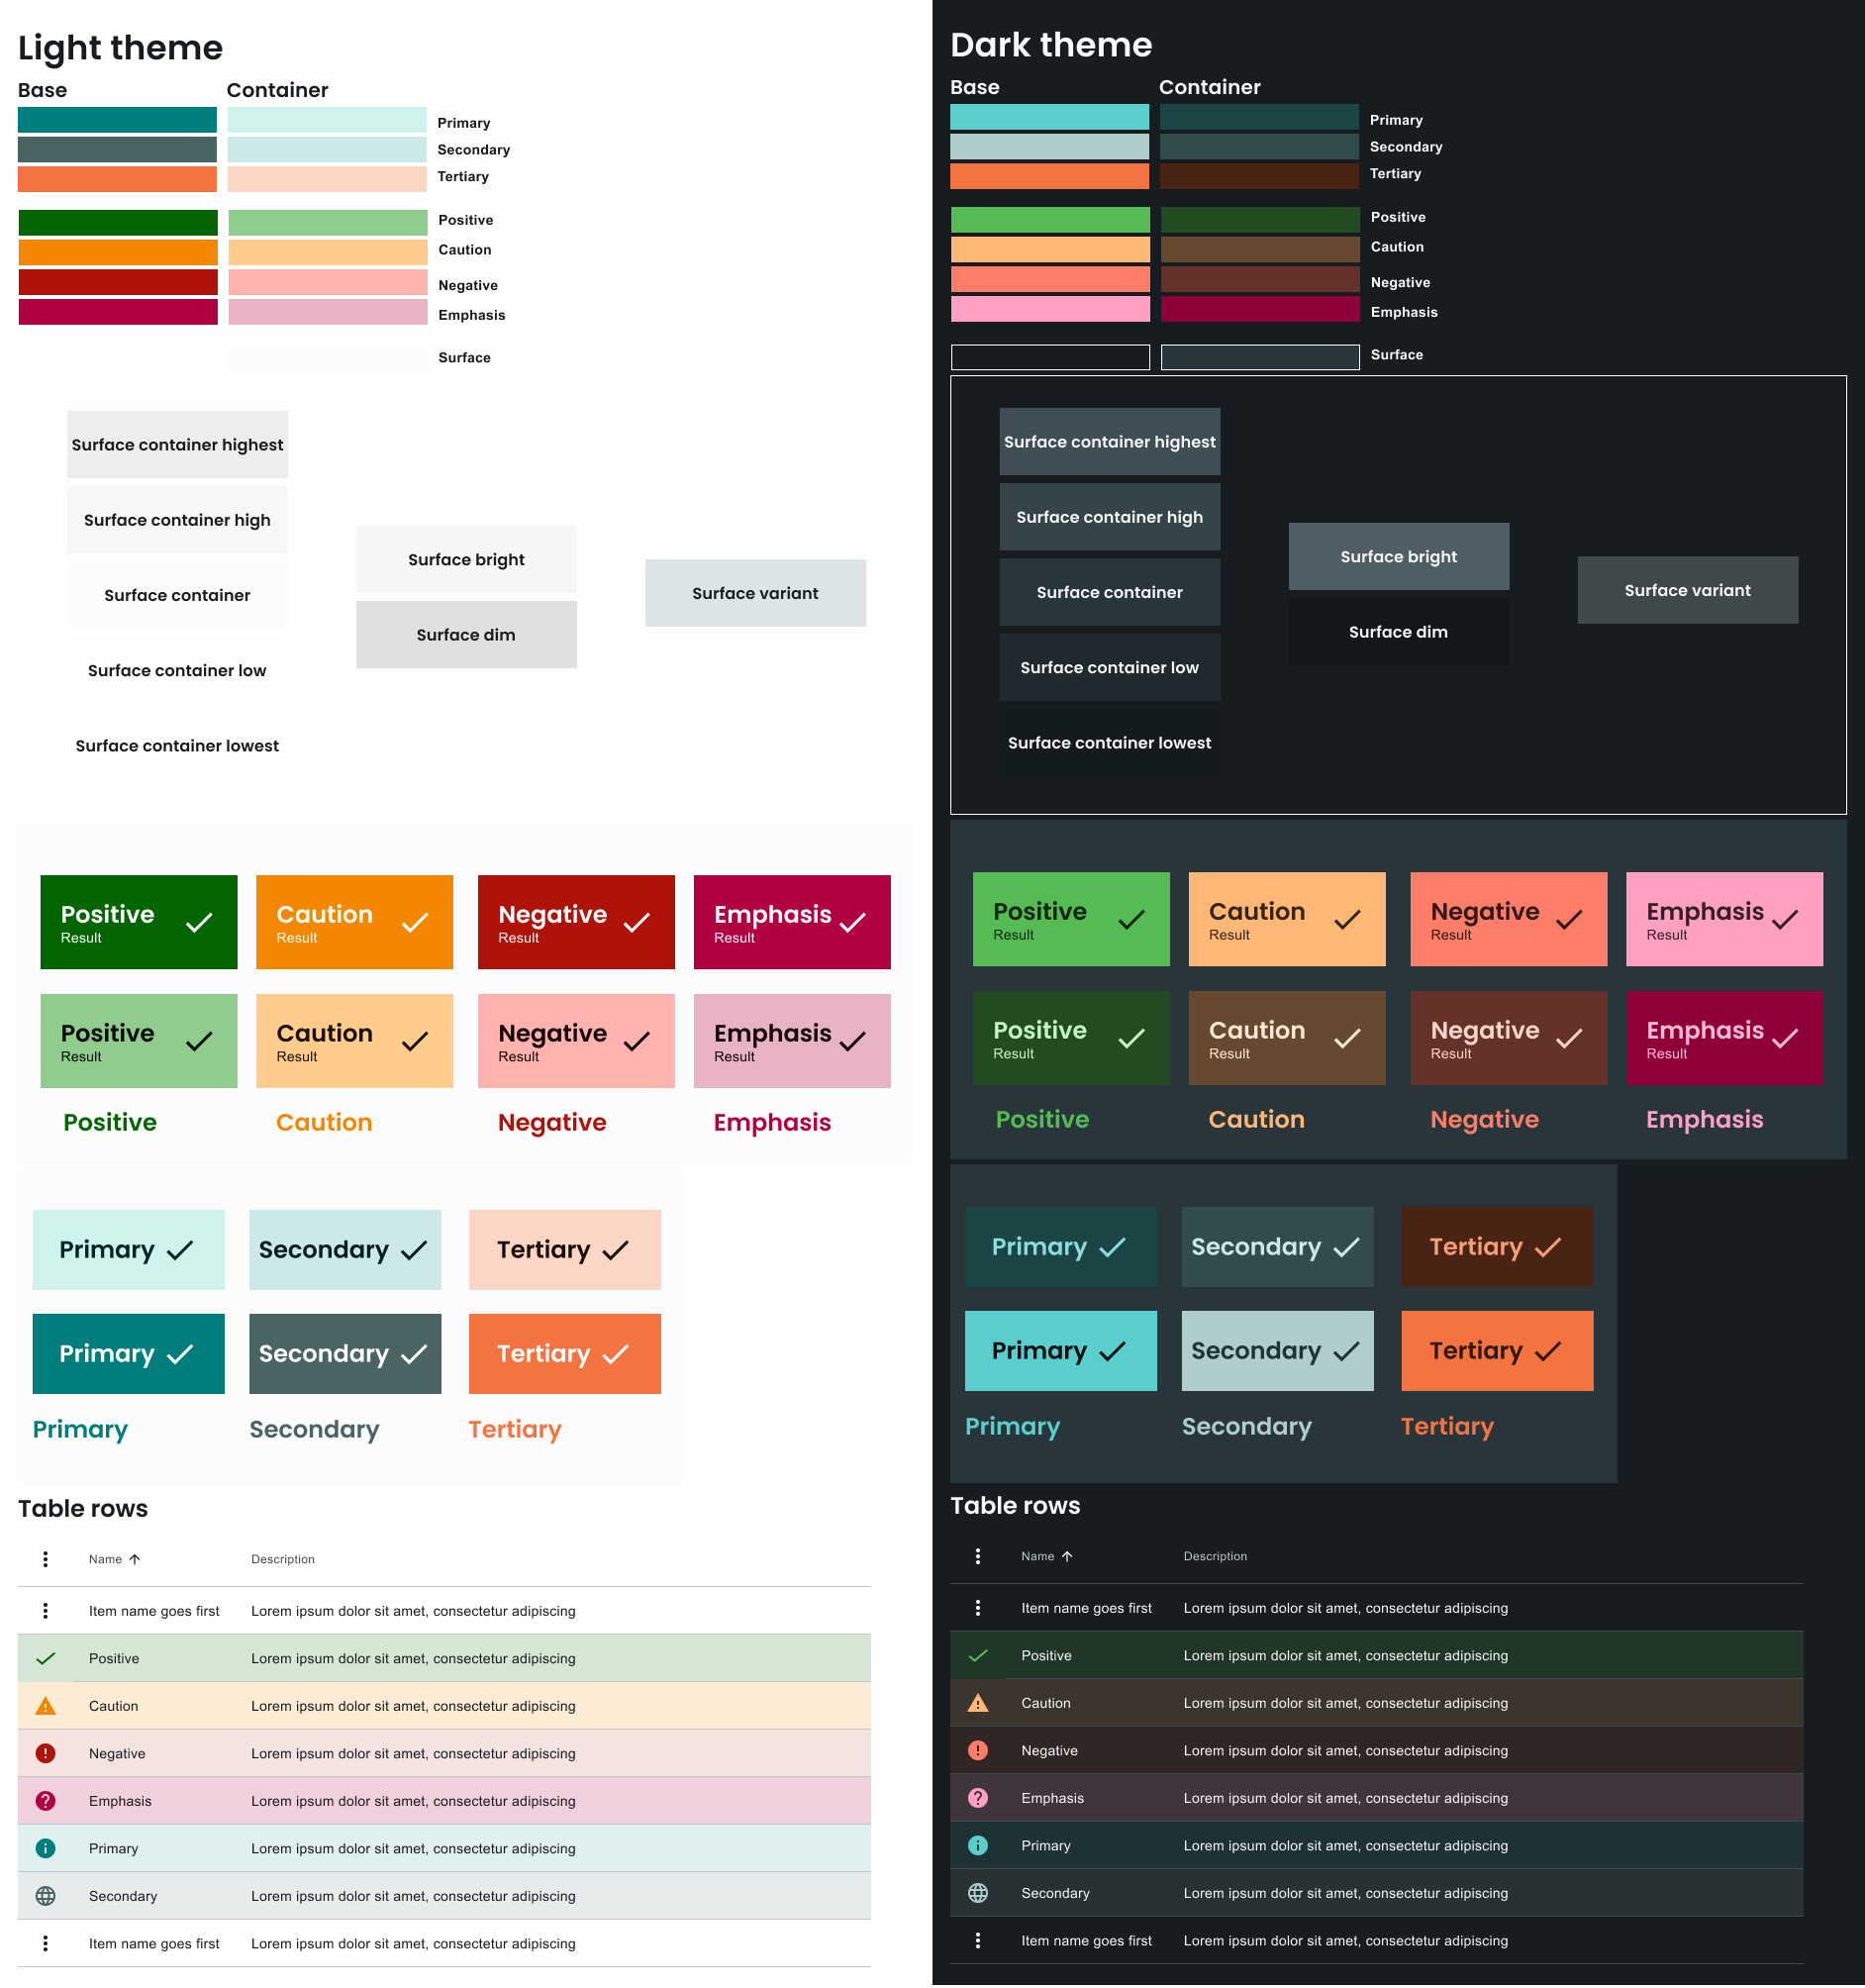 Light theme
Base Container
Primary
Secondary
Tertiary
Positive
Caution
Negative
Emphasis
Surface
Surface container highest
Surface container high
Surface container
Surface container low
Surface container lowest
Surface bright
Surface dim
Surface variant
Positive Caution Negative Emphasis
Result Result Result Result
Positive Caution Negative Emphasis
Result Result Result Result
Positive Caution Negative Emphasis
Primary Secondary Tertiary
Primary Secondary Tertiary
Primary Secondary Tertiary
Table rows
Name Description
Item name goes first Lorem ipsum dolor sit amet, consectetur adipiscing
Positive Lorem ipsum dolor sit amet, consectetur adipiscing
Caution Lorem ipsum dolor sit amet, consectetur adipiscing
Negative Lorem ipsum dolor sit amet, consectetur adipiscing
Emphasis Lorem ipsum dolor sit amet, consectetur adipiscing
Primary Lorem ipsum dolor sit amet, consectetur adipiscing
Secondary Lorem ipsum dolor sit amet, consectetur adipiscing
Item name goes first Lorem ipsum dolor sit amet, consectetur adipiscing
Dark theme
Base Container
Primary
Secondary
Tertiary
Positive
Caution
Negative
Emphasis
Surface
Surface container highest
Surface container high
Surface container
Surface container low
Surface container lowest
Surface bright
Surface dim
Surface variant
Positive Caution Negative Emphasis
Result Result Result Result
Positive Caution Negative Emphasis
Result Result Result Result
Positive Caution Negative Emphasis
Primary Secondary Tertiary
Primary Secondary Tertiary
Primary Secondary Tertiary
Table rows
Name Description
Item name goes first Lorem ipsum dolor sit amet, consectetur adipiscing
Positive Lorem ipsum dolor sit amet, consectetur adipiscing
Caution Lorem ipsum dolor sit amet, consectetur adipiscing
Negative Lorem ipsum dolor sit amet, consectetur adipiscing
Emphasis Lorem ipsum dolor sit amet, consectetur adipiscing
Primary Lorem ipsum dolor sit amet, consectetur adipiscing
Secondary Lorem ipsum dolor sit amet, consectetur adipiscing
Item name goes first Lorem ipsum dolor sit amet, consectetur adipiscing